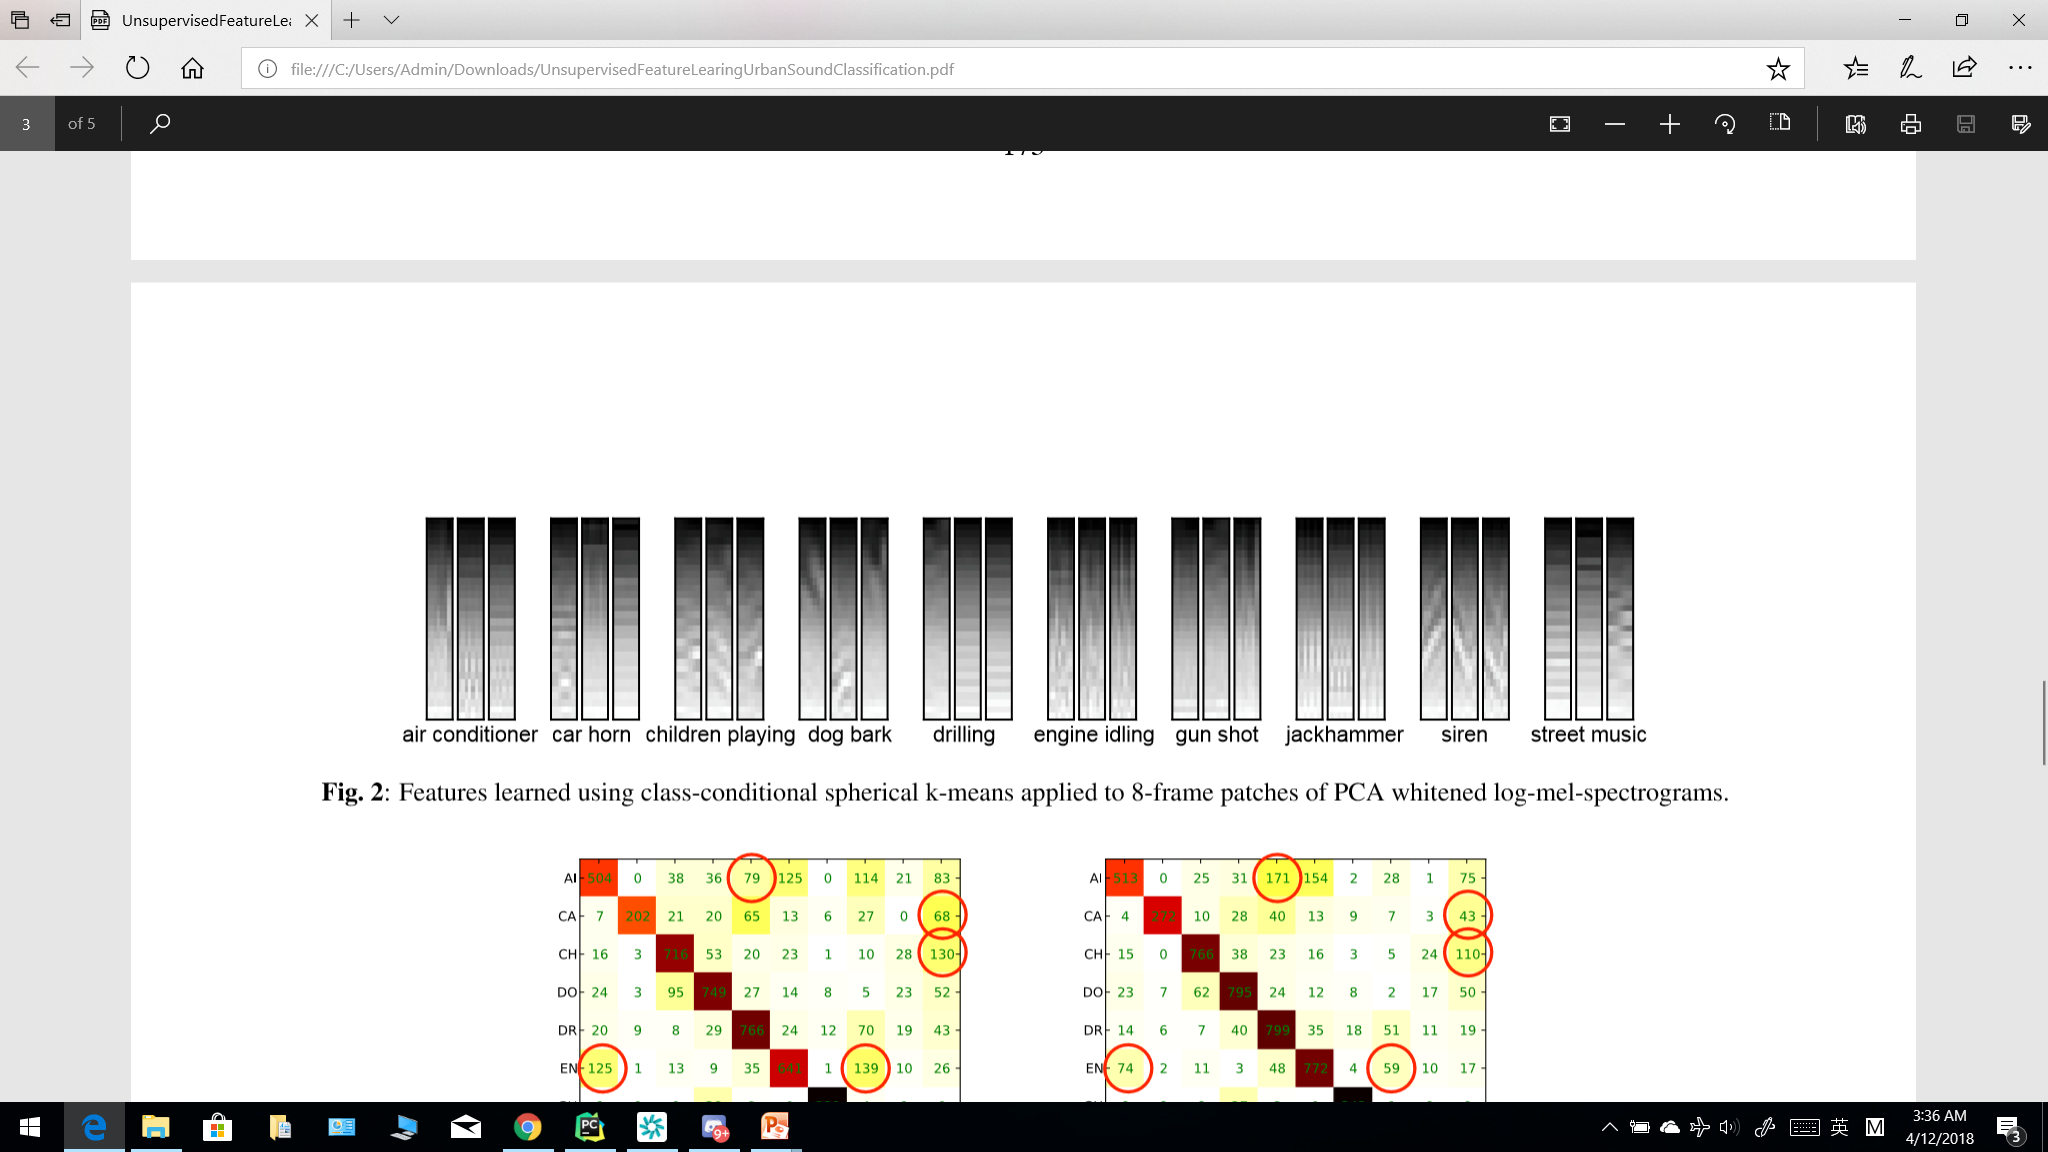 UnsupervisedFeatureLea
file:///C:/Users/Admin/Downloads/UnsupervisedFeatureLearingUrbanSoundClassification.pdf
3 of 5
air conditioner car horn children playing dog bark drilling engine idling gun shot jackhammer siren street music
Fig. 2: Features learned using class-conditional spherical k-means applied to 8-frame patches of PCA whitened log-mel-spectrograms.
AI 504 0 38 36 79 125 0 114 21 83
CA 7 202 21 20 65 13 6 27 0 68
CH 16 3 716 53 20 23 1 10 28 130
DO 24 3 95 749 27 14 8 5 23 52
DR 20 9 8 29 766 24 12 70 19 43
EN 125 1 13 9 35 641 1 139 10 26
AI 513 0 25 31 171 154 2 28 1 75
CA 4 272 10 28 40 13 9 7 3 43
CH 15 0 766 38 23 16 3 5 24 110
DO 23 7 62 795 24 12 8 2 17 50
DR 14 6 7 40 799 35 18 51 11 19
EN 74 2 11 3 48 772 4 59 10 17
PC
9+
英
M
3:36 AM
4/12/2018
3